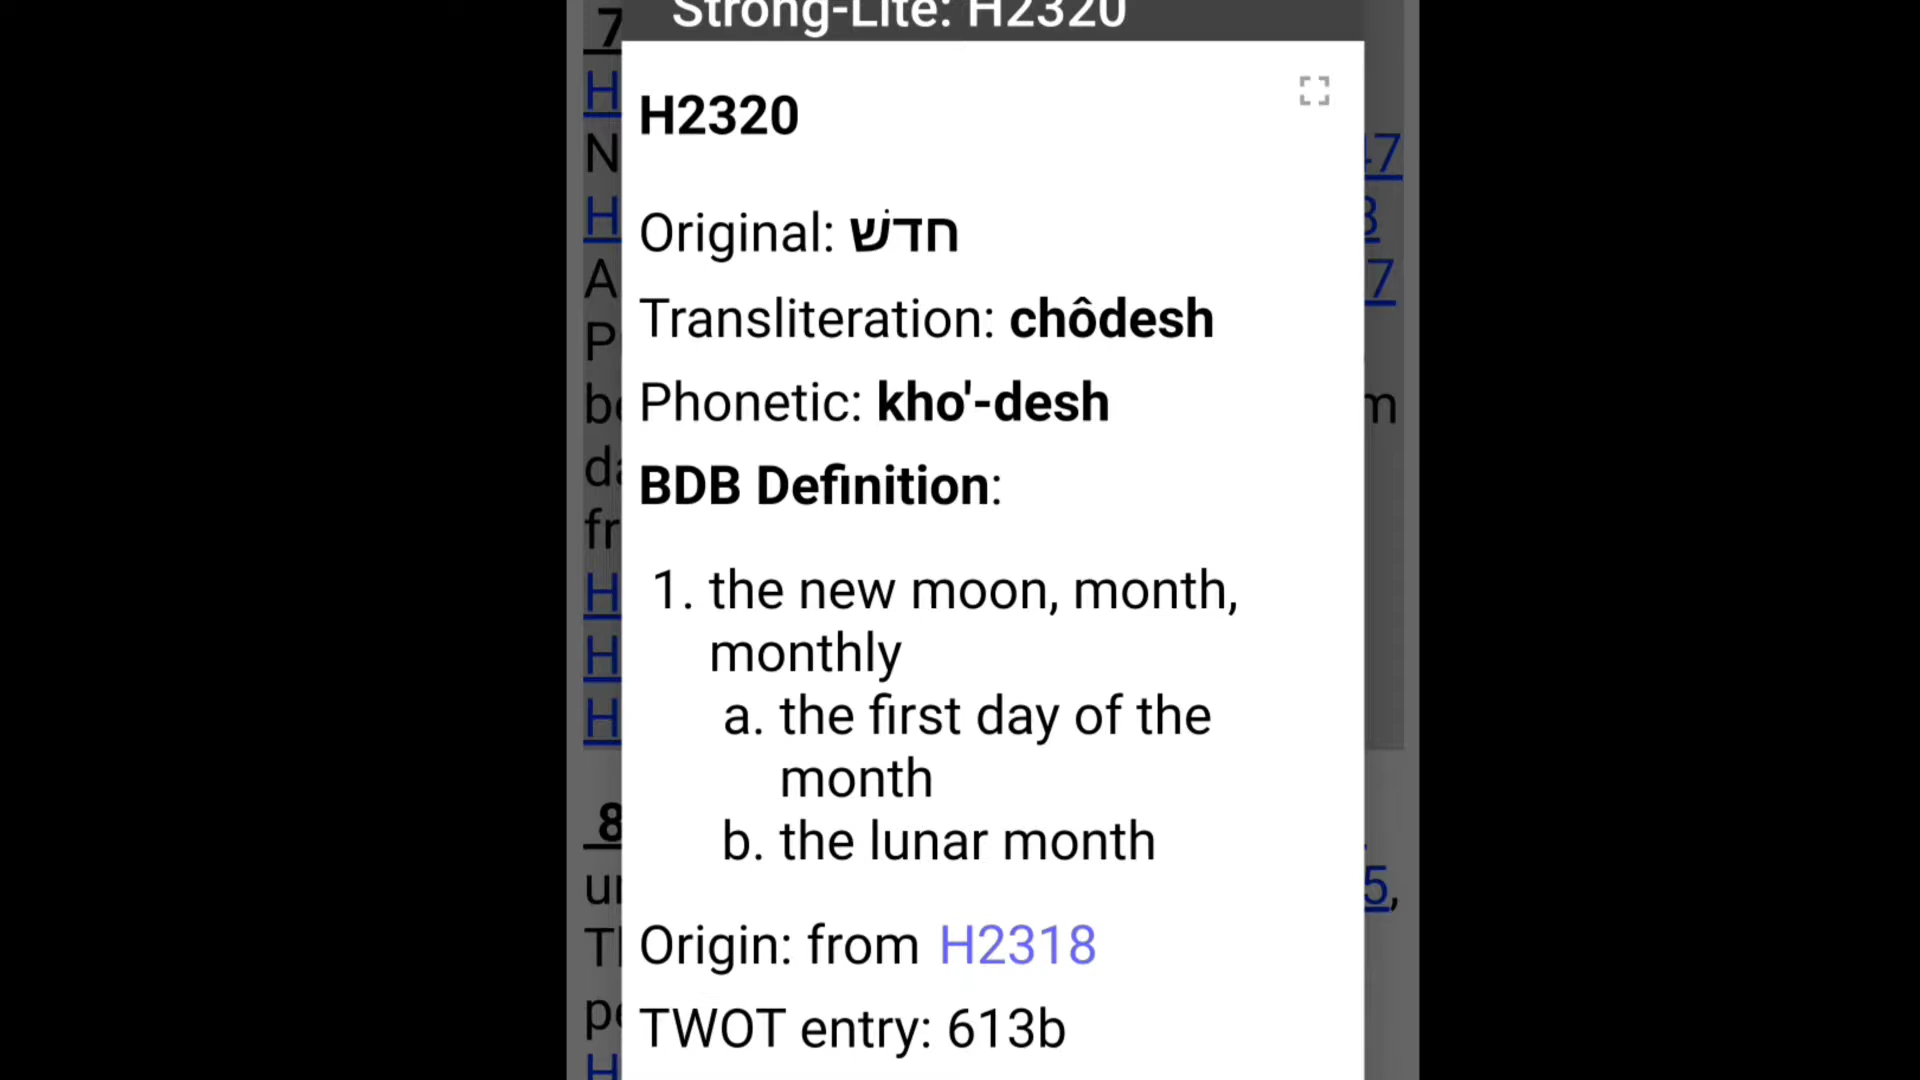 Strong-Lite: H2320
H2320
Original: חדשׁ
Transliteration: chôdesh
Phonetic: kho'-desh
BDB Definition:
1. the new moon, month,
monthly
a. the first day of the
month
b. the lunar month
Origin: from H2318
TWOT entry: 613b